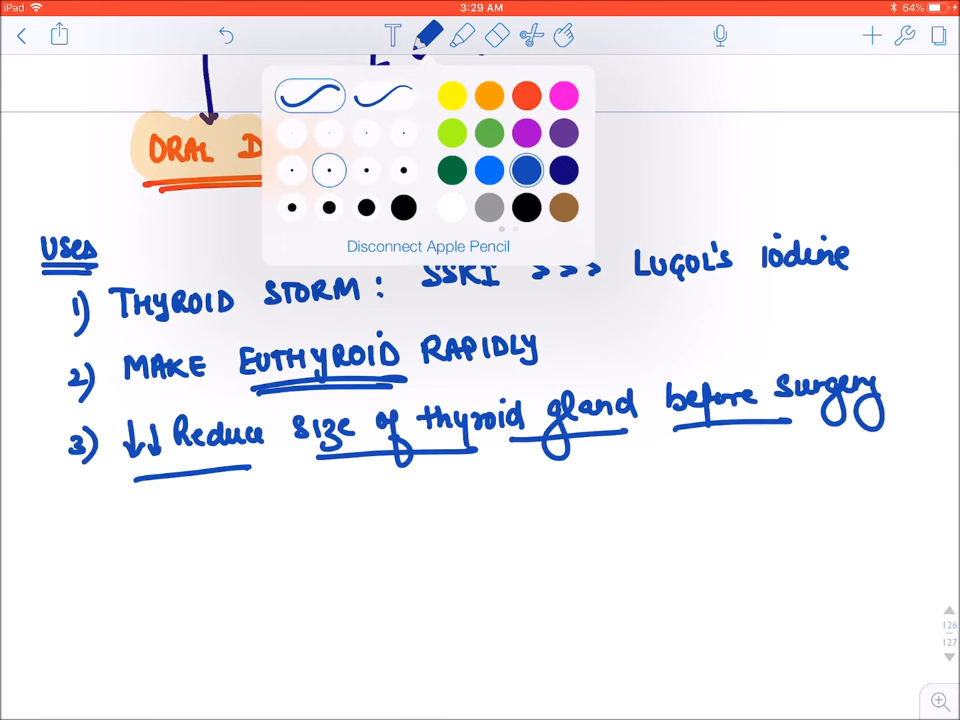 iPad 3:29 AM 64%
T
ORAL D
Disconnect Apple Pencil
Uses
1) THYROID STORM : SSKI >>> LUGOL'S Iodine
2) MAKE EUTHYROID RAPIDLY
3) ↓↓ Reduce size of thyroid gland before surgery
126
127